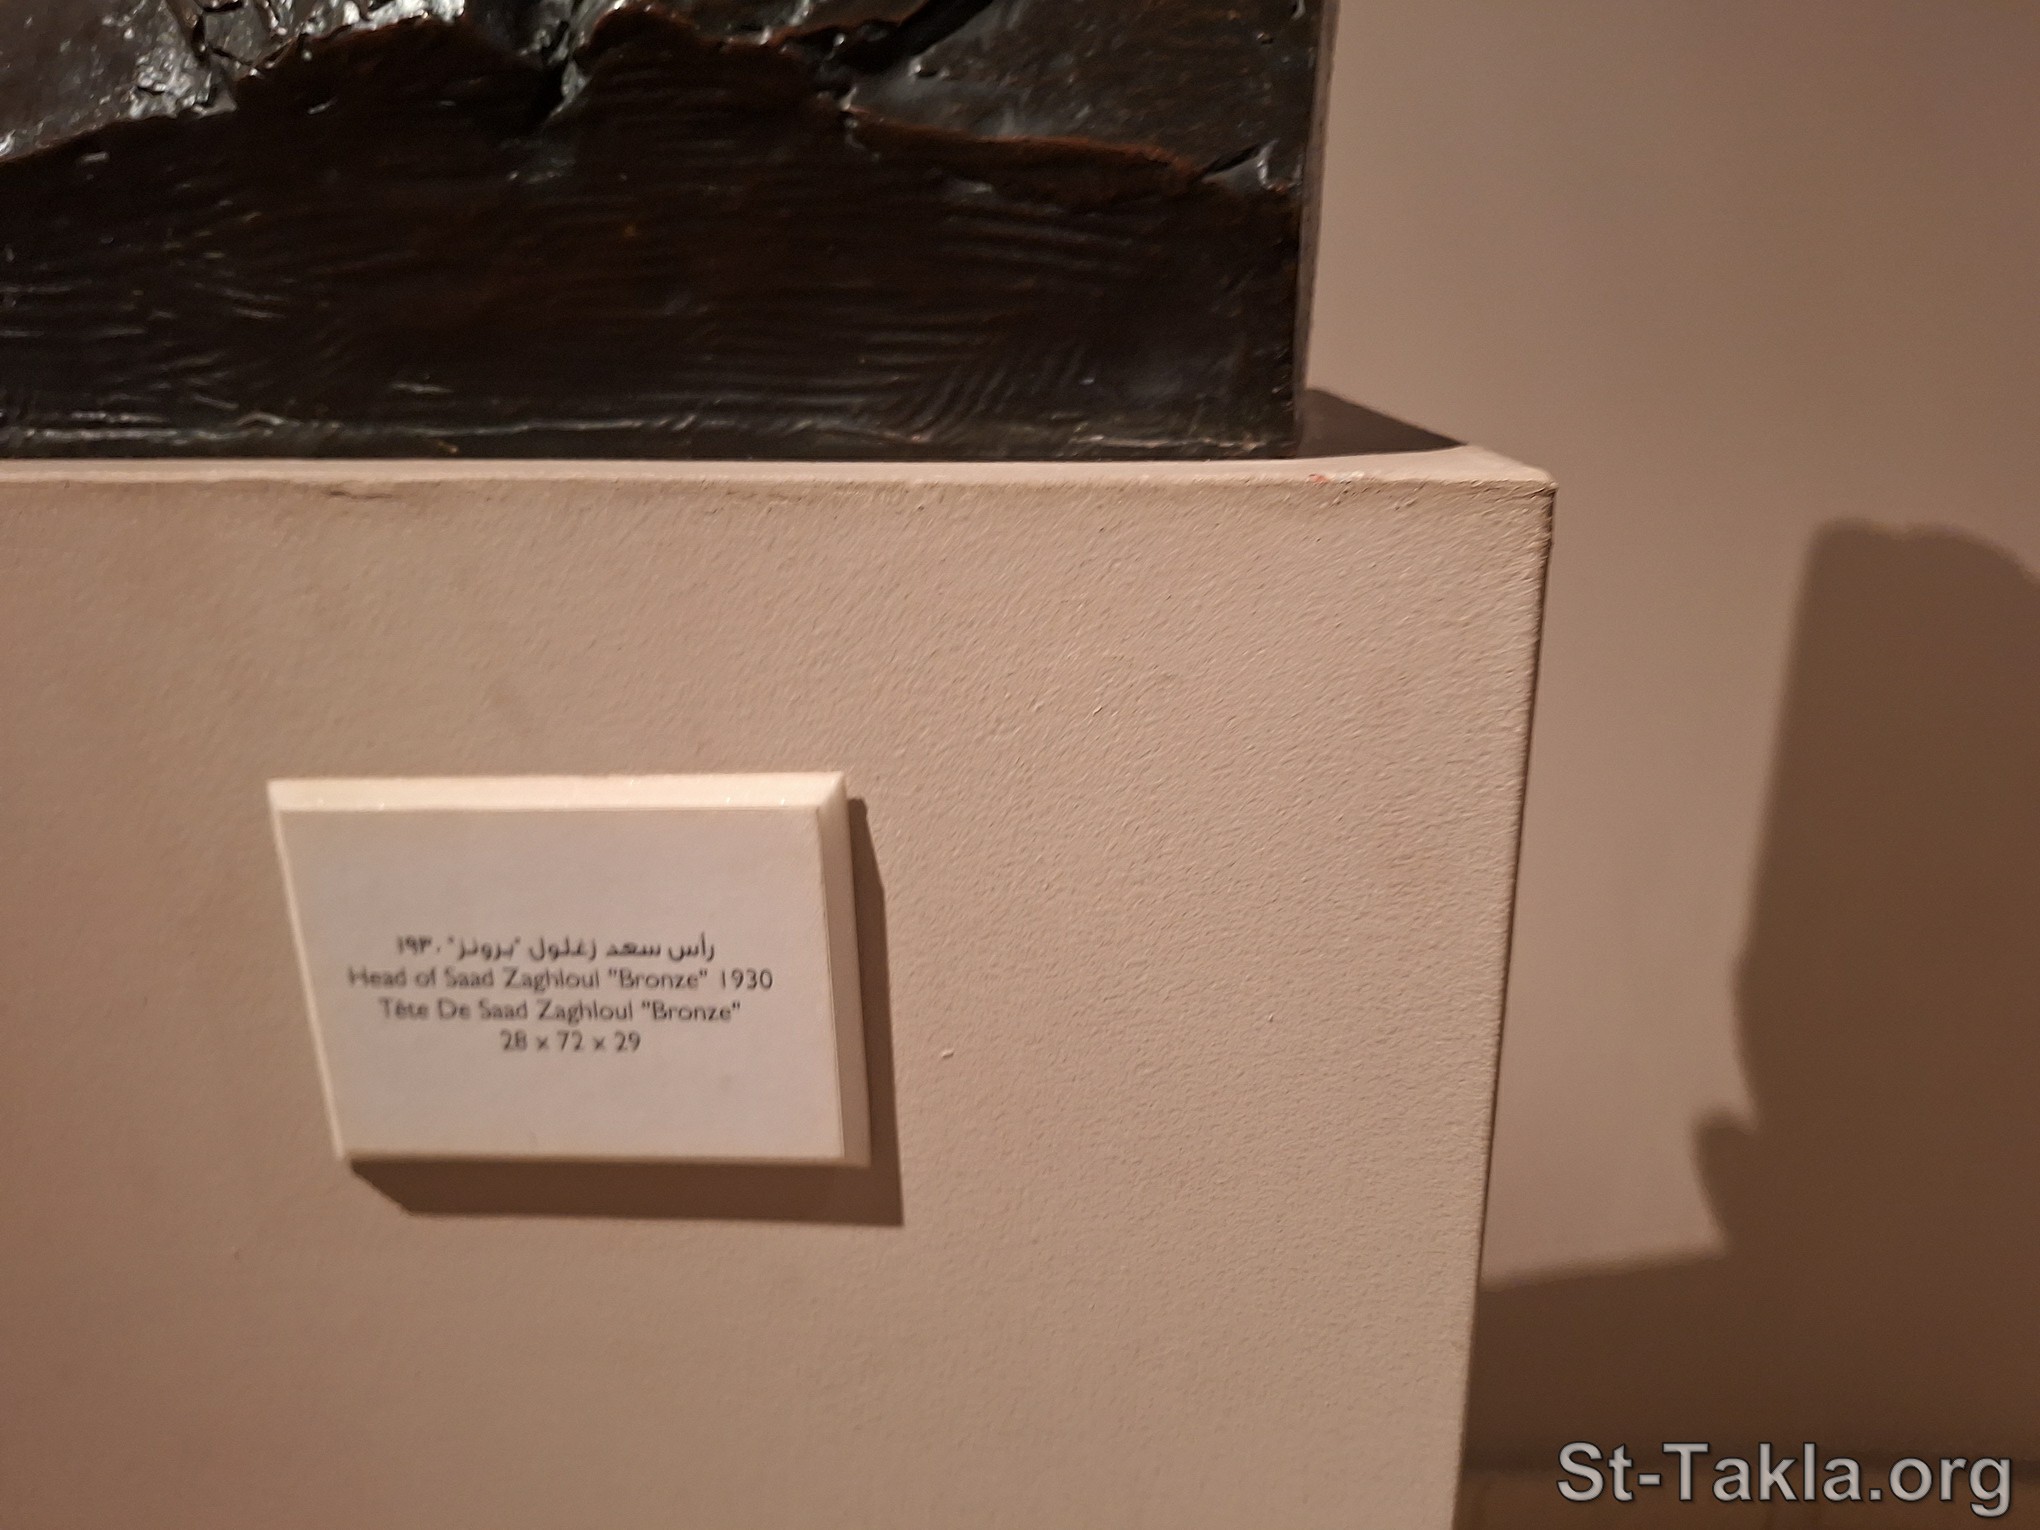 رأس سعد زغلول "برونز" ١٩٣٠
Head of Saad Zaghloul "Bronze" 1930
Tête De Saad Zaghloul "Bronze"
28 x 72 x 29
St-Takla.org